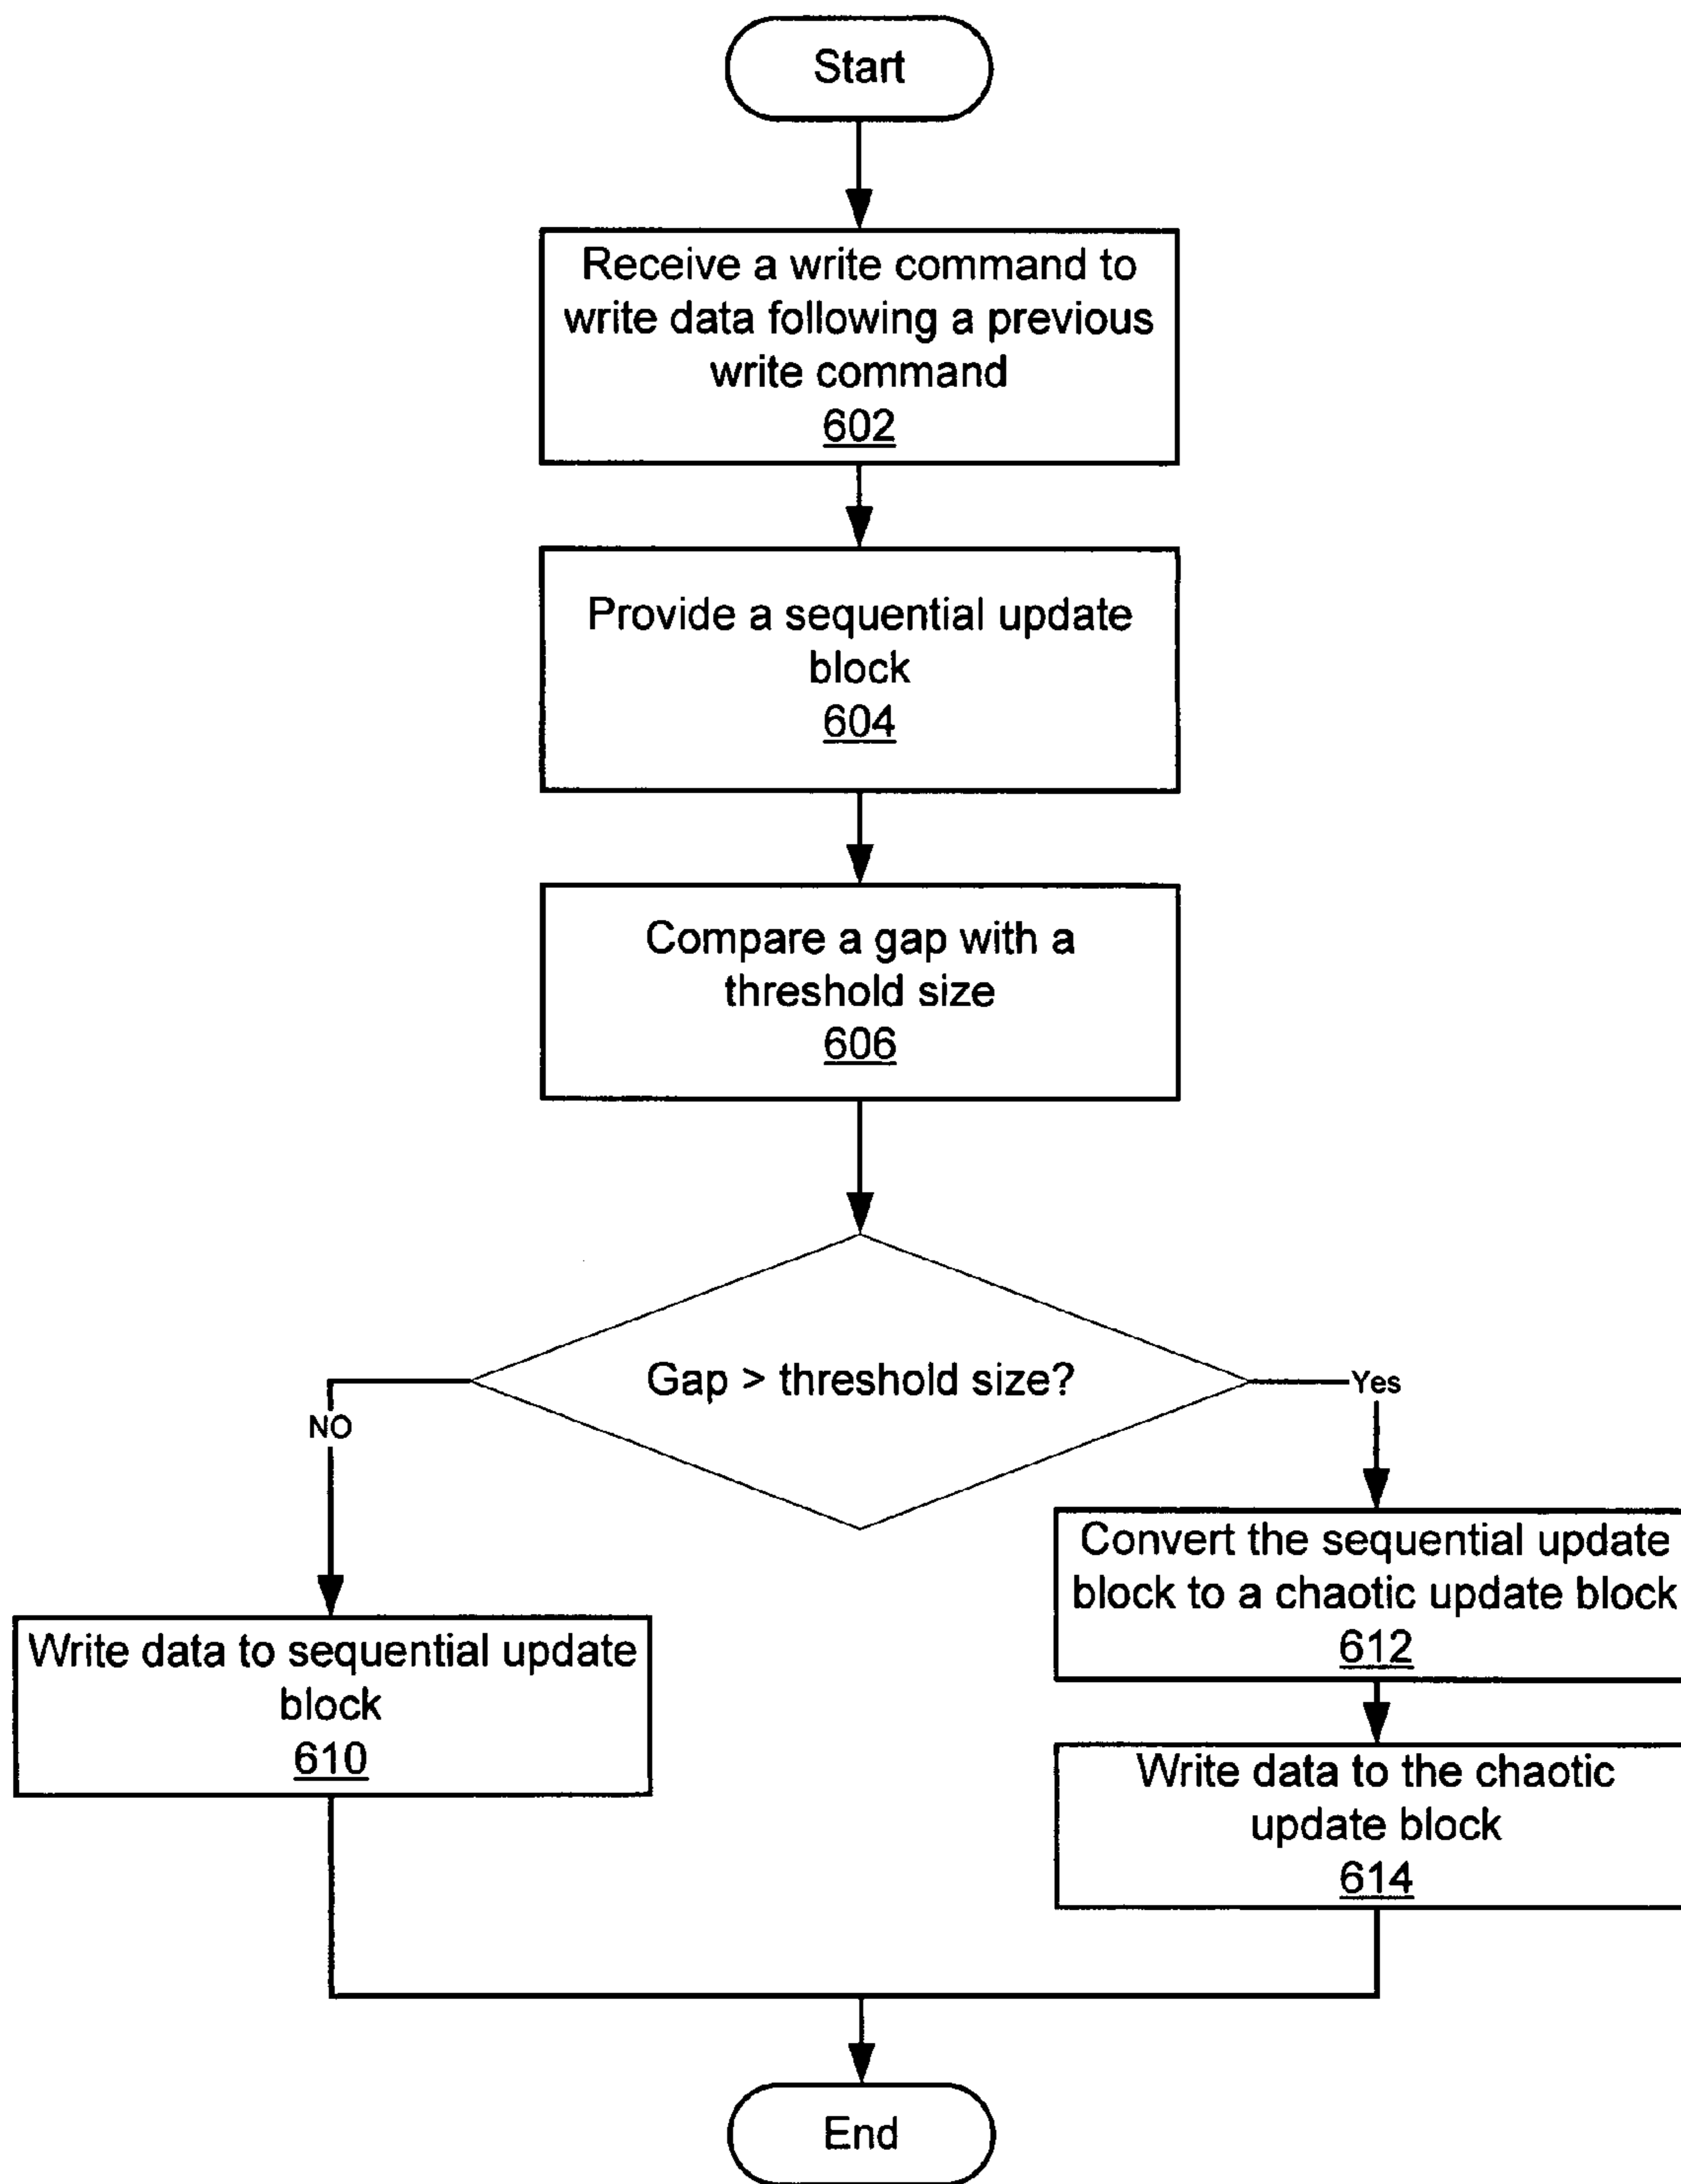 Start
Receive a write command to
write data following a previous
write command
602
Provide a sequential update
block
604
Compare a gap with a
threshold size
606
Gap > threshold size?
Yes
NO
Convert the sequential update
block to a chaotic update block
612
Write data to sequential update
block
610
Write data to the chaotic
update block
614
End